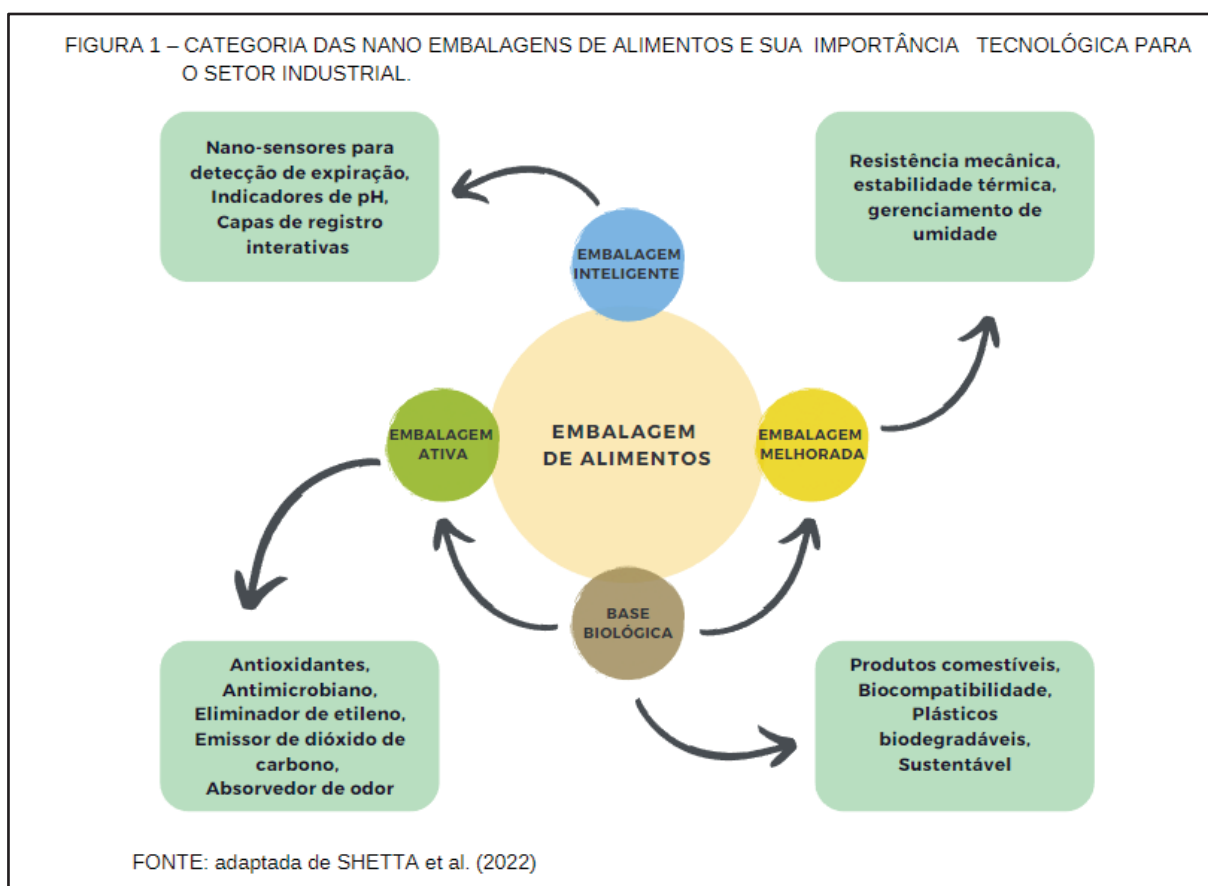 FIGURA 1 – CATEGORIA DAS NANO EMBALAGENS DE ALIMENTOS E SUA IMPORTÂNCIA TECNOLÓGICA PARA
O SETOR INDUSTRIAL.
Nano-sensores para
detecção de expiração,
Indicadores de pH,
Capas de registro
interativas
Resistência mecânica,
estabilidade térmica,
gerenciamento de
umidade
EMBALAGEM
INTELIGENTE
EMBALAGEM
ATIVA
EMBALAGEM
DE ALIMENTOS
EMBALAGEM
MELHORADA
BASE
BIOLÓGICA
Antioxidantes,
Antimicrobiano,
Eliminador de etileno,
Emissor de dióxido de
carbono,
Absorvedor de odor
Produtos comestíveis,
Biocompatibilidade,
Plásticos
biodegradáveis,
Sustentável
FONTE: adaptada de SHETTA et al. (2022)